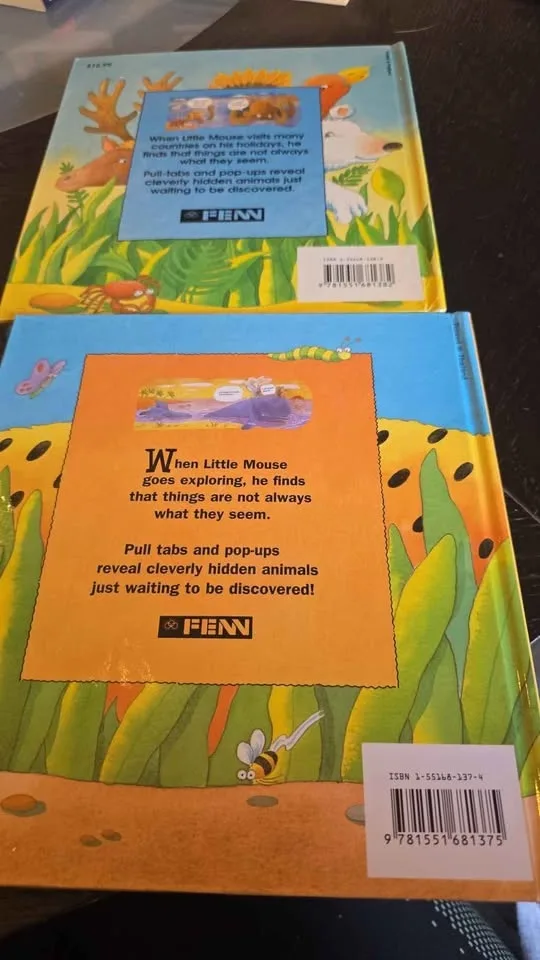 When Little Mouse visits many
countries on his holidays, he
finds that things are not always
what they seem.
Pull-tabs and pop-ups reveal
cleverly hidden animals just
waiting to be discovered.
FENN
9 781551 681382
When Little Mouse
goes exploring, he finds
that things are not always
what they seem.
Pull tabs and pop-ups
reveal cleverly hidden animals
just waiting to be discovered!
FENN
ISBN 1-55168-137-4
9 781551 681375